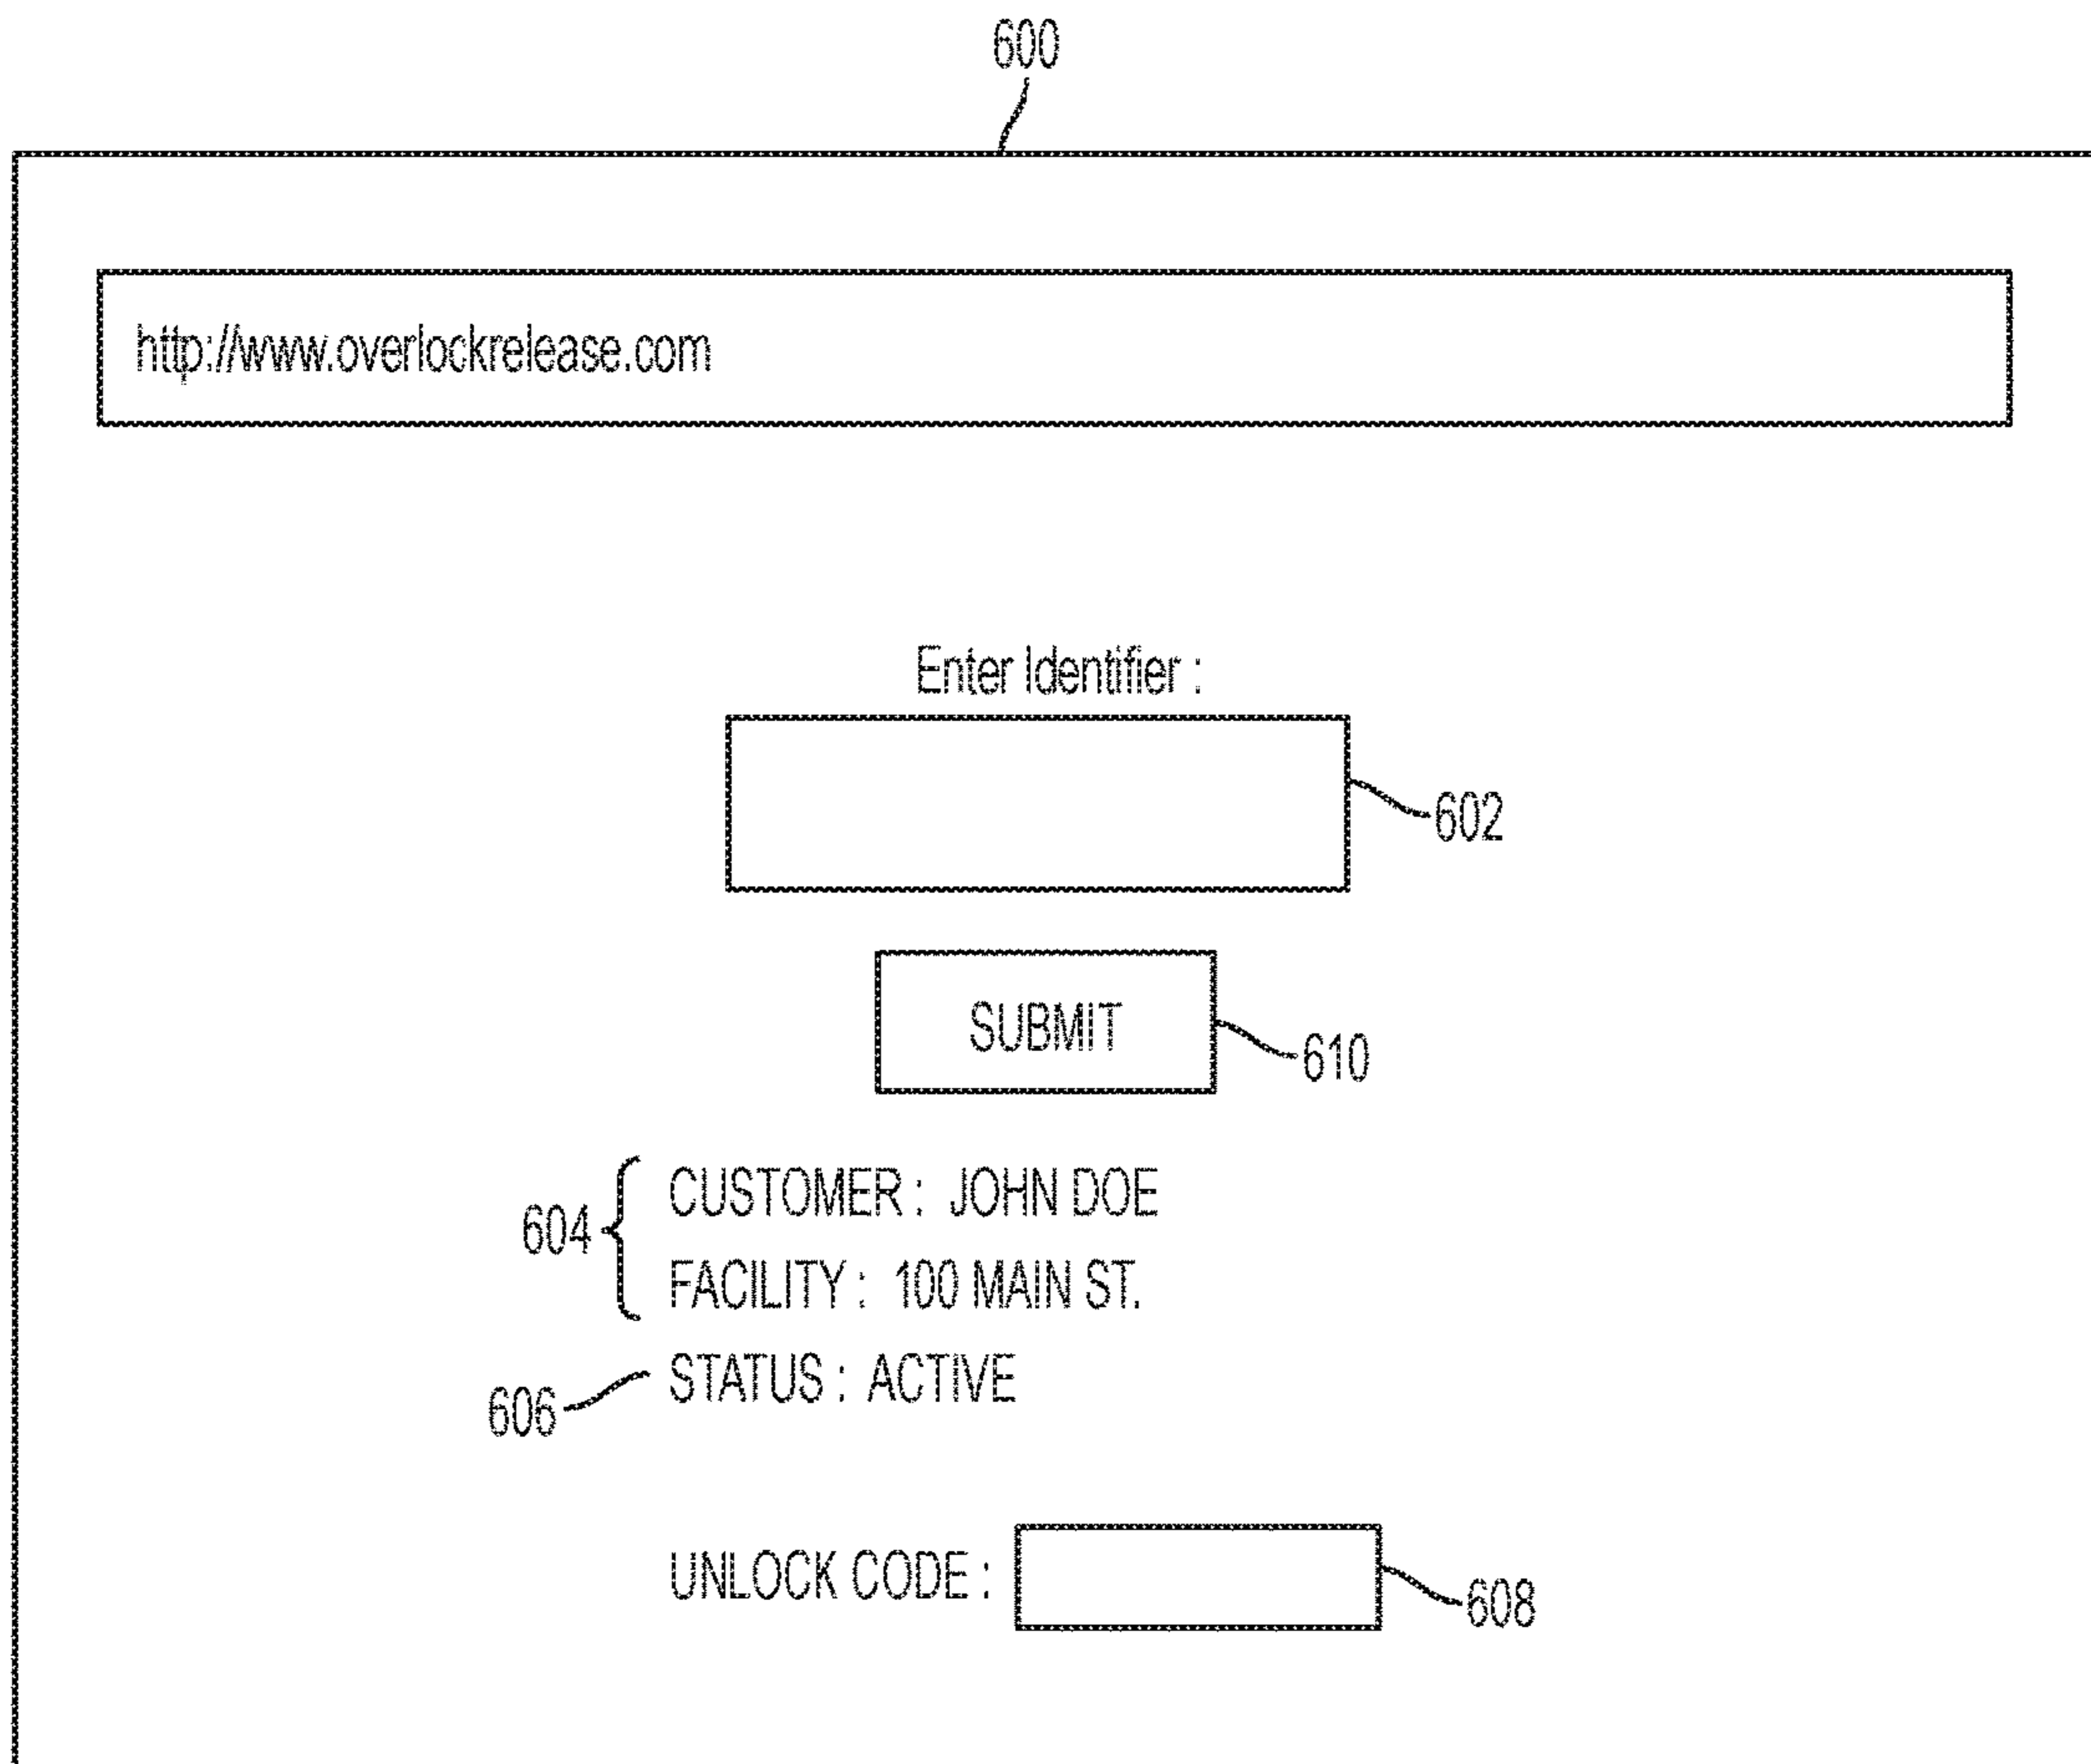 600
http://www.overlockrelease.com
Enter Identifier :
602
SUBMIT
610
604
CUSTOMER : JOHN DOE
FACILITY : 100 MAIN ST.
606
STATUS : ACTIVE
UNLOCK CODE :
608